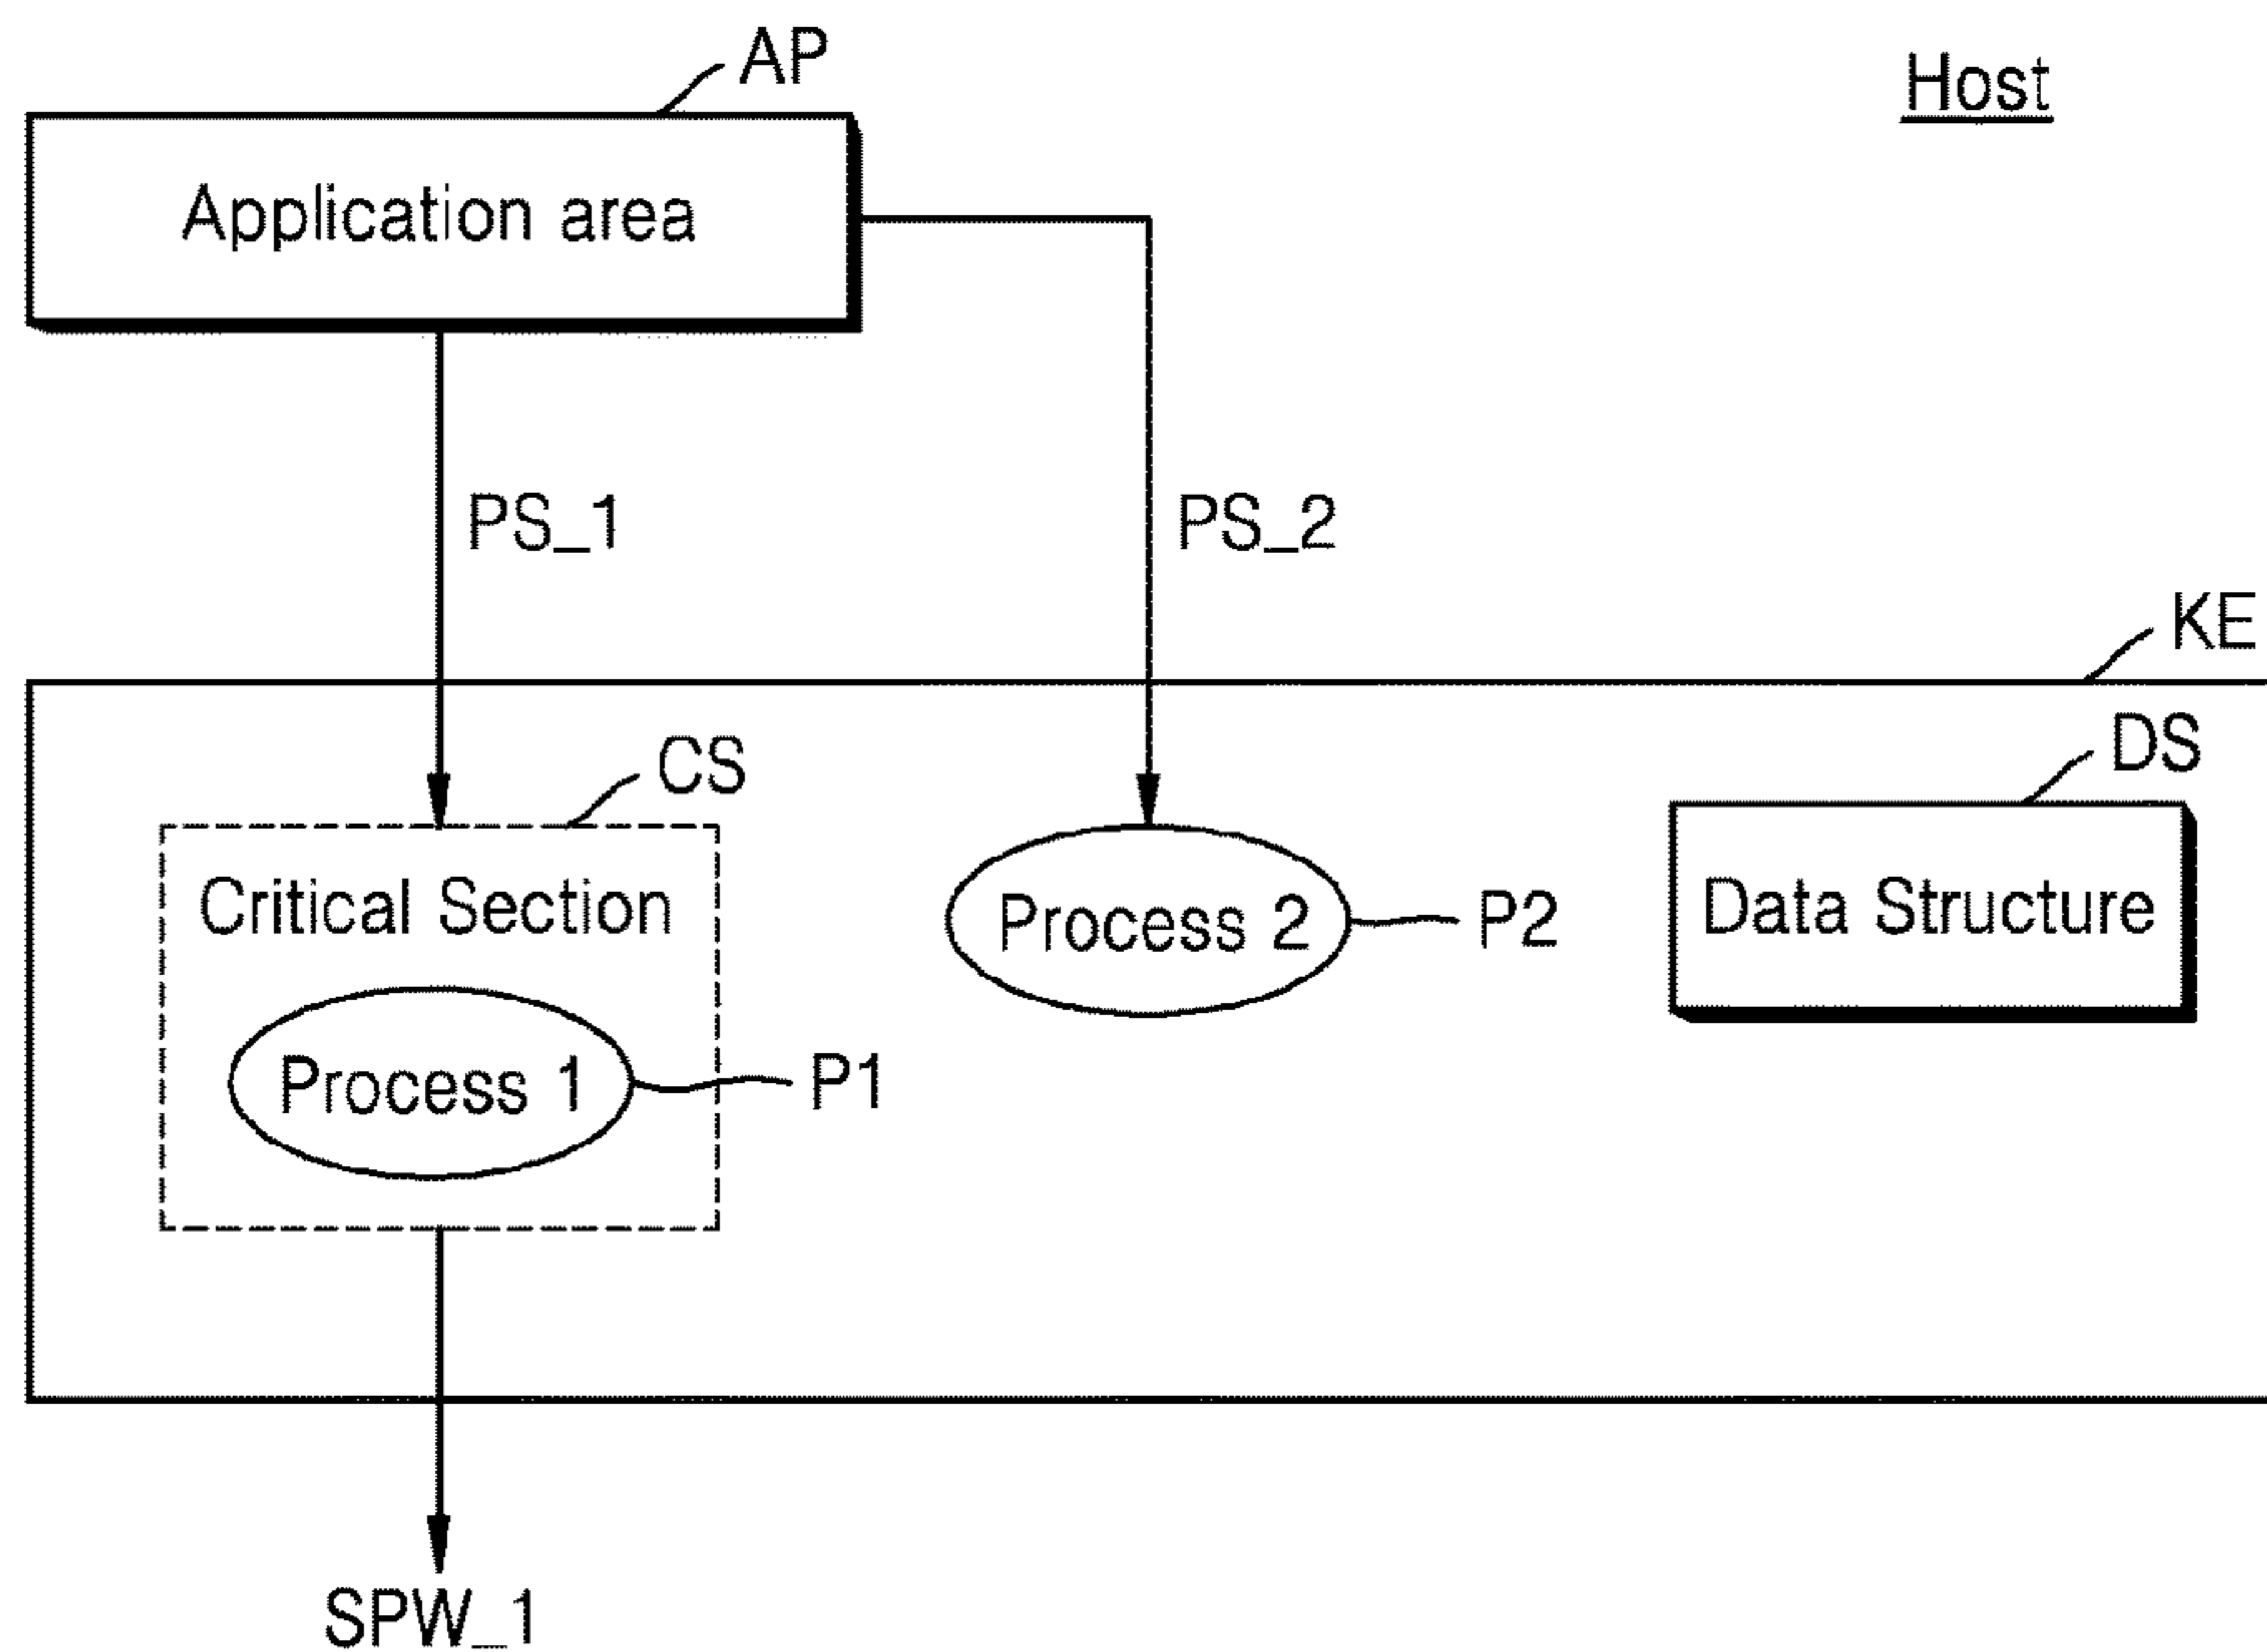 AP
Host
Application area
PS_1
PS_2
KE
CS
DS
Critical Section
Process 2
P2
Data Structure
Process 1
P1
SPW_1